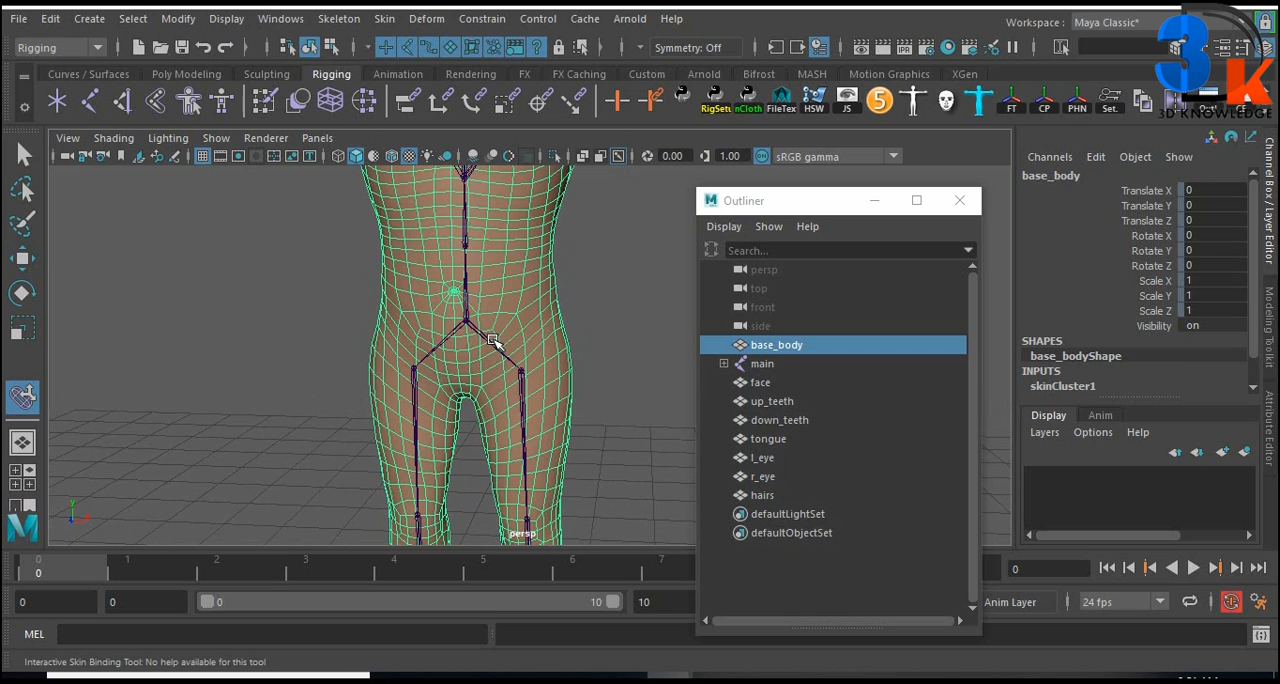 File Edit Create Select Modify Display Windows Skeleton Skin Deform Constrain Control Cache Arnold Help Workspace : Maya Classic*
Rigging Symmetry: Off
Curves / Surfaces Poly Modeling Sculpting Rigging Animation Rendering FX FX Caching Custom Arnold Bifrost MASH Motion Graphics XGen
3D KNOWLEDGE
RigSet( nCloth FileTex HSW JS 5 FT CP PHN Set.
View Shading Lighting Show Renderer Panels
0.00 1.00 ON sRGB gamma
Channels Edit Object Show
base_body
Translate X 0
Translate Y 0
Translate Z 0
Rotate X 0
Rotate Y 0
Rotate Z 0
Scale X 1
Scale Y 1
Scale Z 1
Visibility on
SHAPES
base_bodyShape
INPUTS
skinCluster1
Display Anim
Layers Options Help
Channel Box / Layer Editor
Modeling Toolkit
Attribute Editor
Outliner
Display Show Help
Search...
persp
top
front
side
base_body
main
face
up_teeth
down_teeth
tongue
l_eye
r_eye
hairs
defaultLightSet
defaultObjectSet
y
x
persp
0 1 2 3 4 5 6 7
0
0
0 0 0 10 10 Anim Layer 24 fps
MEL
Interactive Skin Binding Tool: No help available for this tool